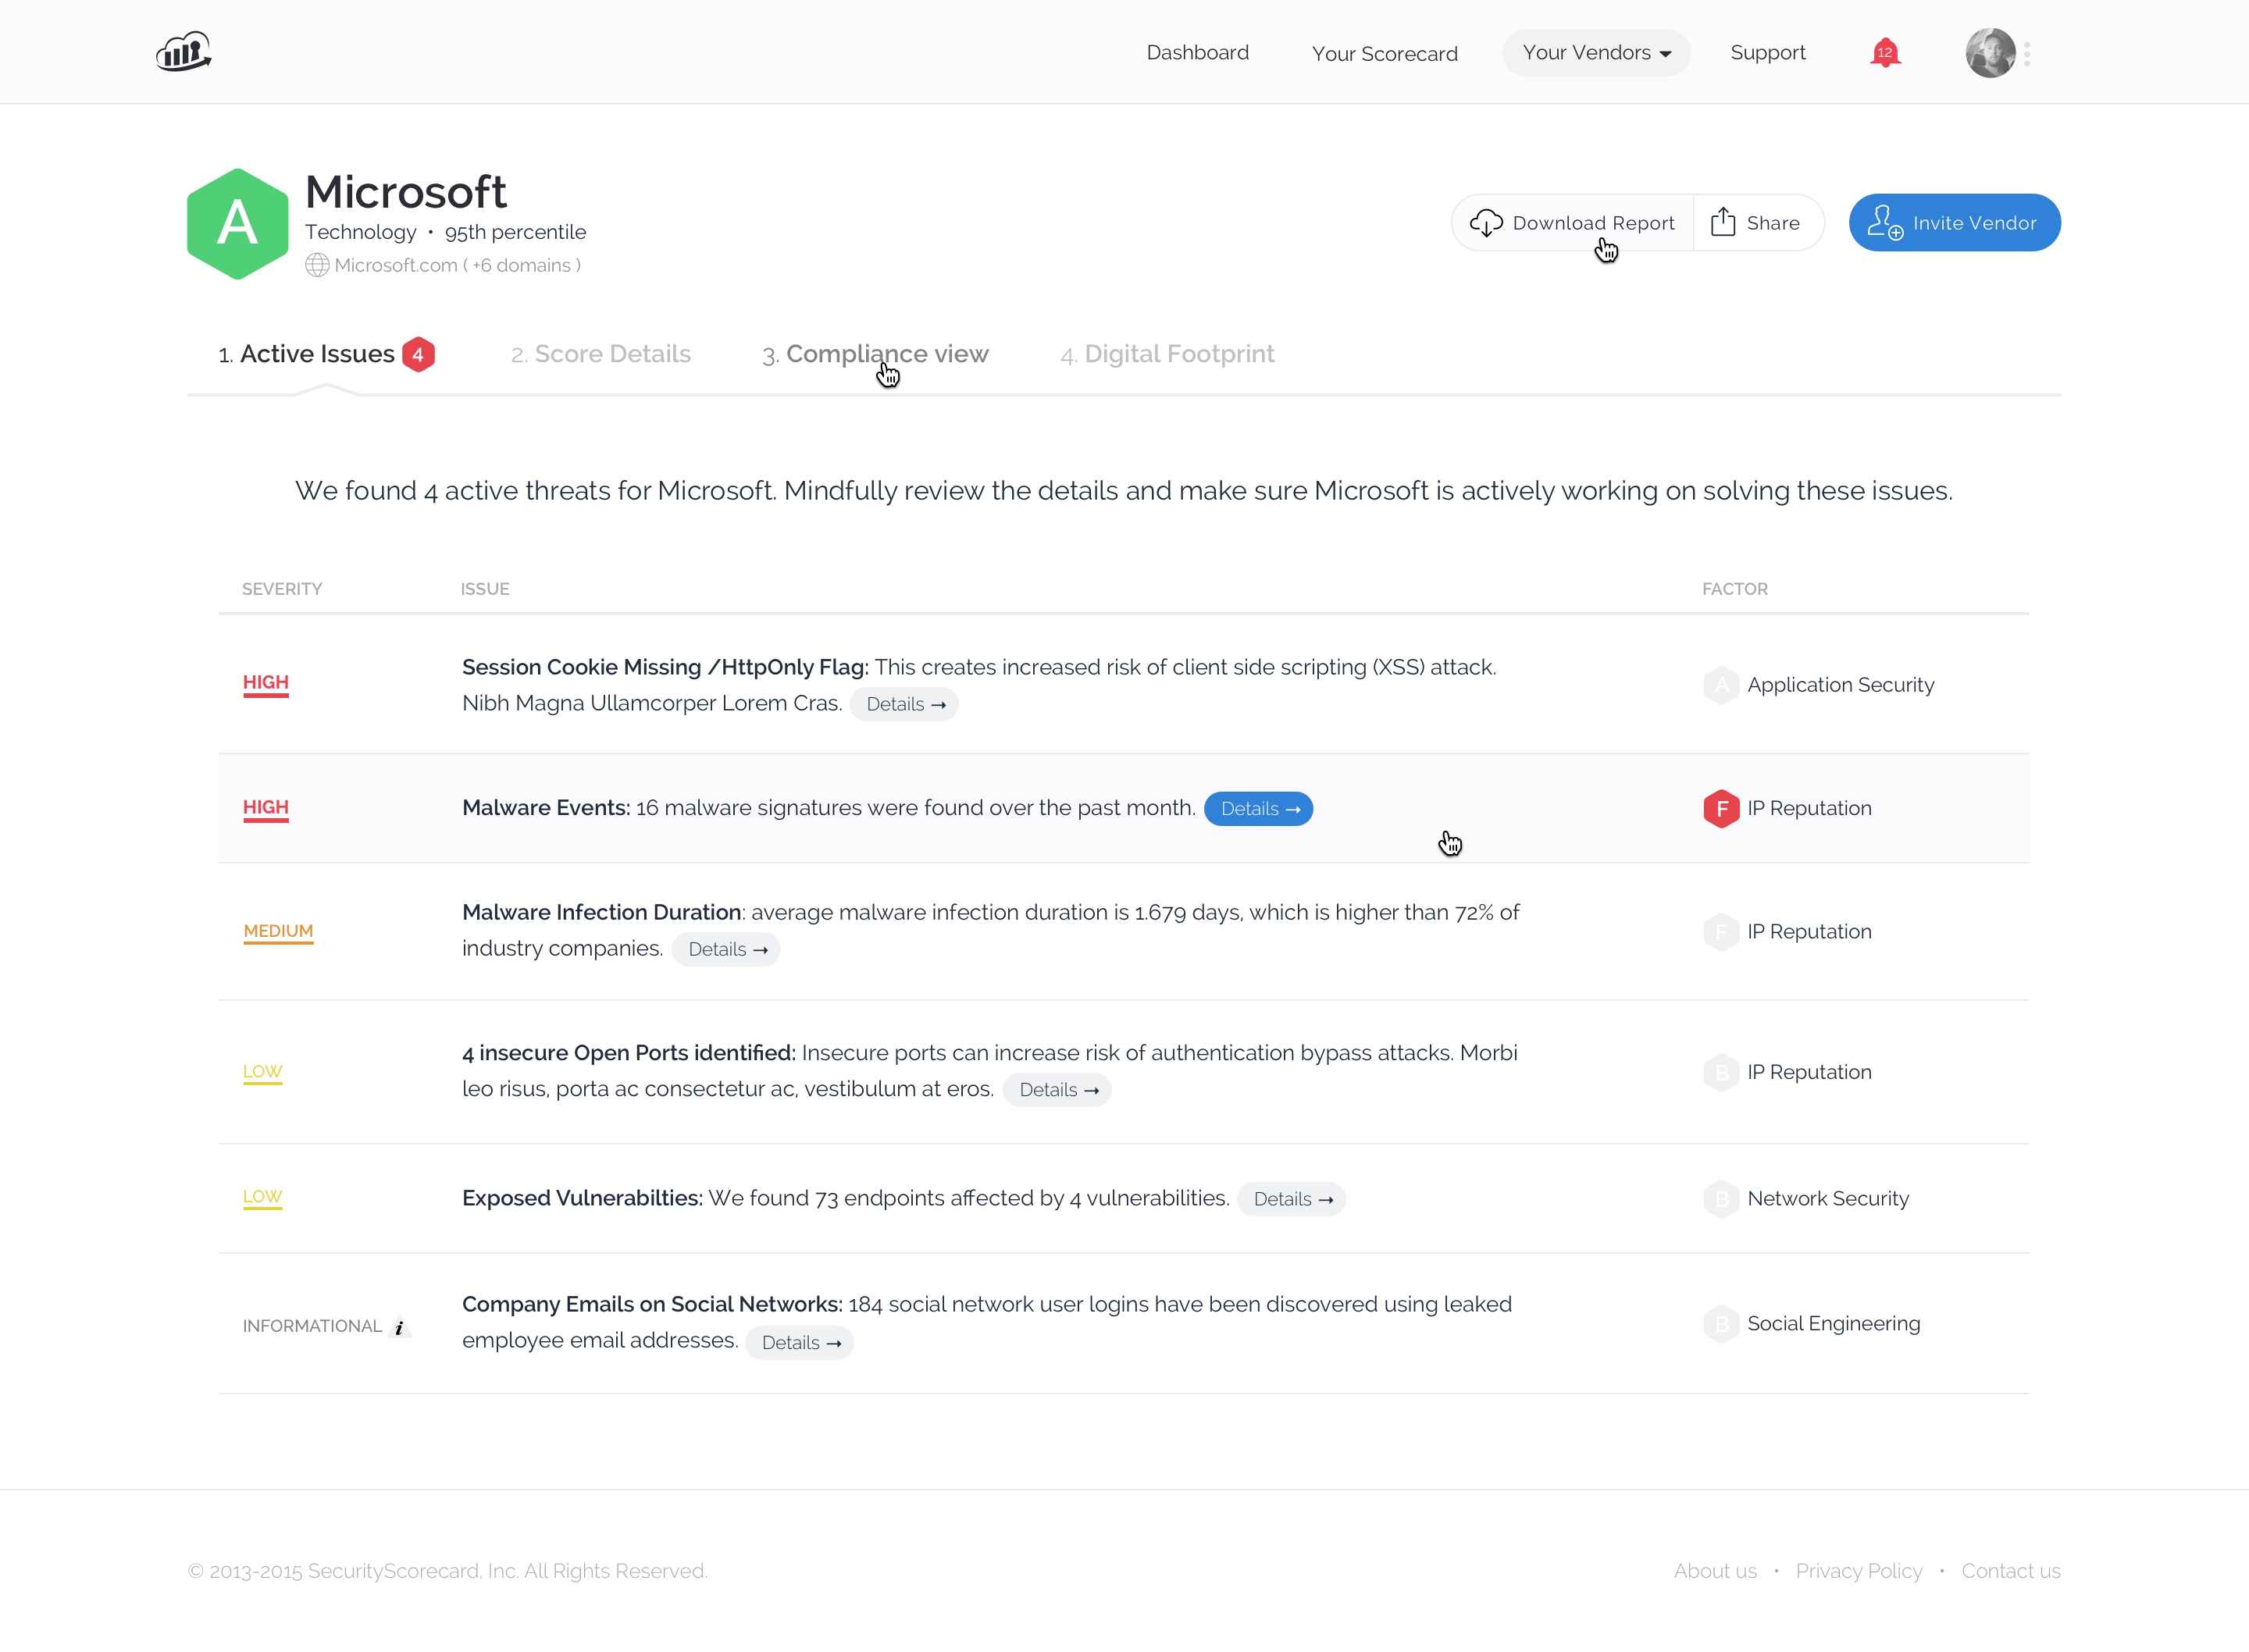 Dashboard
Your Scorecard
Your Vendors
Support
12
A
Microsoft
Technology • 95th percentile
Microsoft.com ( +6 domains )
Download Report
Share
Invite Vendor
1. Active Issues 4
2. Score Details
3. Compliance view
4. Digital Footprint
We found 4 active threats for Microsoft. Mindfully review the details and make sure Microsoft is actively working on solving these issues.
SEVERITY
ISSUE
FACTOR
HIGH
Session Cookie Missing /HttpOnly Flag: This creates increased risk of client side scripting (XSS) attack.
Nibh Magna Ullamcorper Lorem Cras. Details →
A Application Security
HIGH
Malware Events: 16 malware signatures were found over the past month. Details →
F IP Reputation
MEDIUM
Malware Infection Duration: average malware infection duration is 1.679 days, which is higher than 72% of
industry companies. Details →
F IP Reputation
LOW
4 insecure Open Ports identified: Insecure ports can increase risk of authentication bypass attacks. Morbi
leo risus, porta ac consectetur ac, vestibulum at eros. Details →
B IP Reputation
LOW
Exposed Vulnerabilties: We found 73 endpoints affected by 4 vulnerabilities. Details →
B Network Security
INFORMATIONAL i
Company Emails on Social Networks: 184 social network user logins have been discovered using leaked
employee email addresses. Details →
B Social Engineering
© 2013-2015 SecurityScorecard, Inc. All Rights Reserved.
About us • Privacy Policy • Contact us